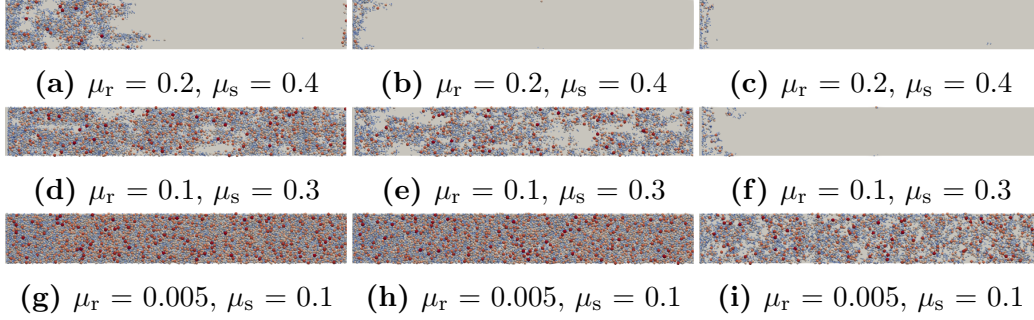 (a) μr = 0.2, μs = 0.4 (b) μr = 0.2, μs = 0.4 (c) μr = 0.2, μs = 0.4
(d) μr = 0.1, μs = 0.3 (e) μr = 0.1, μs = 0.3 (f) μr = 0.1, μs = 0.3
(g) μr = 0.005, μs = 0.1 (h) μr = 0.005, μs = 0.1 (i) μr = 0.005, μs = 0.1